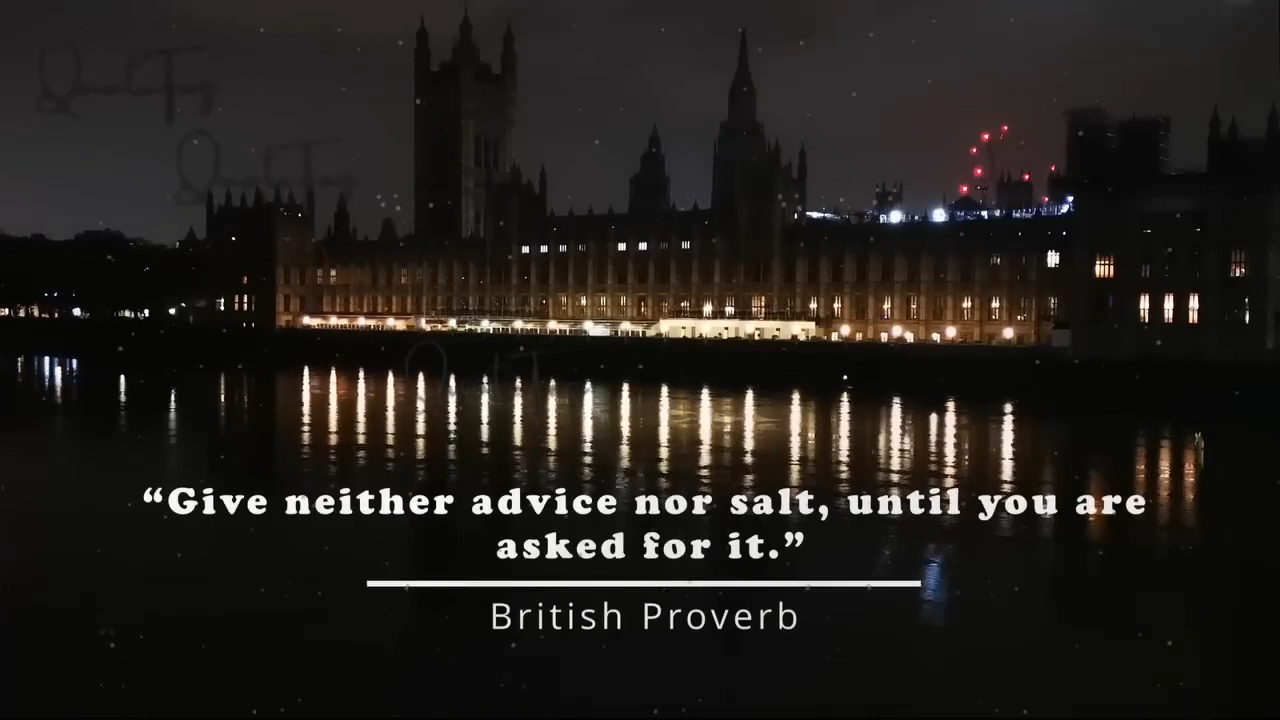 “Give neither advice nor salt, until you are
asked for it.”
British Proverb